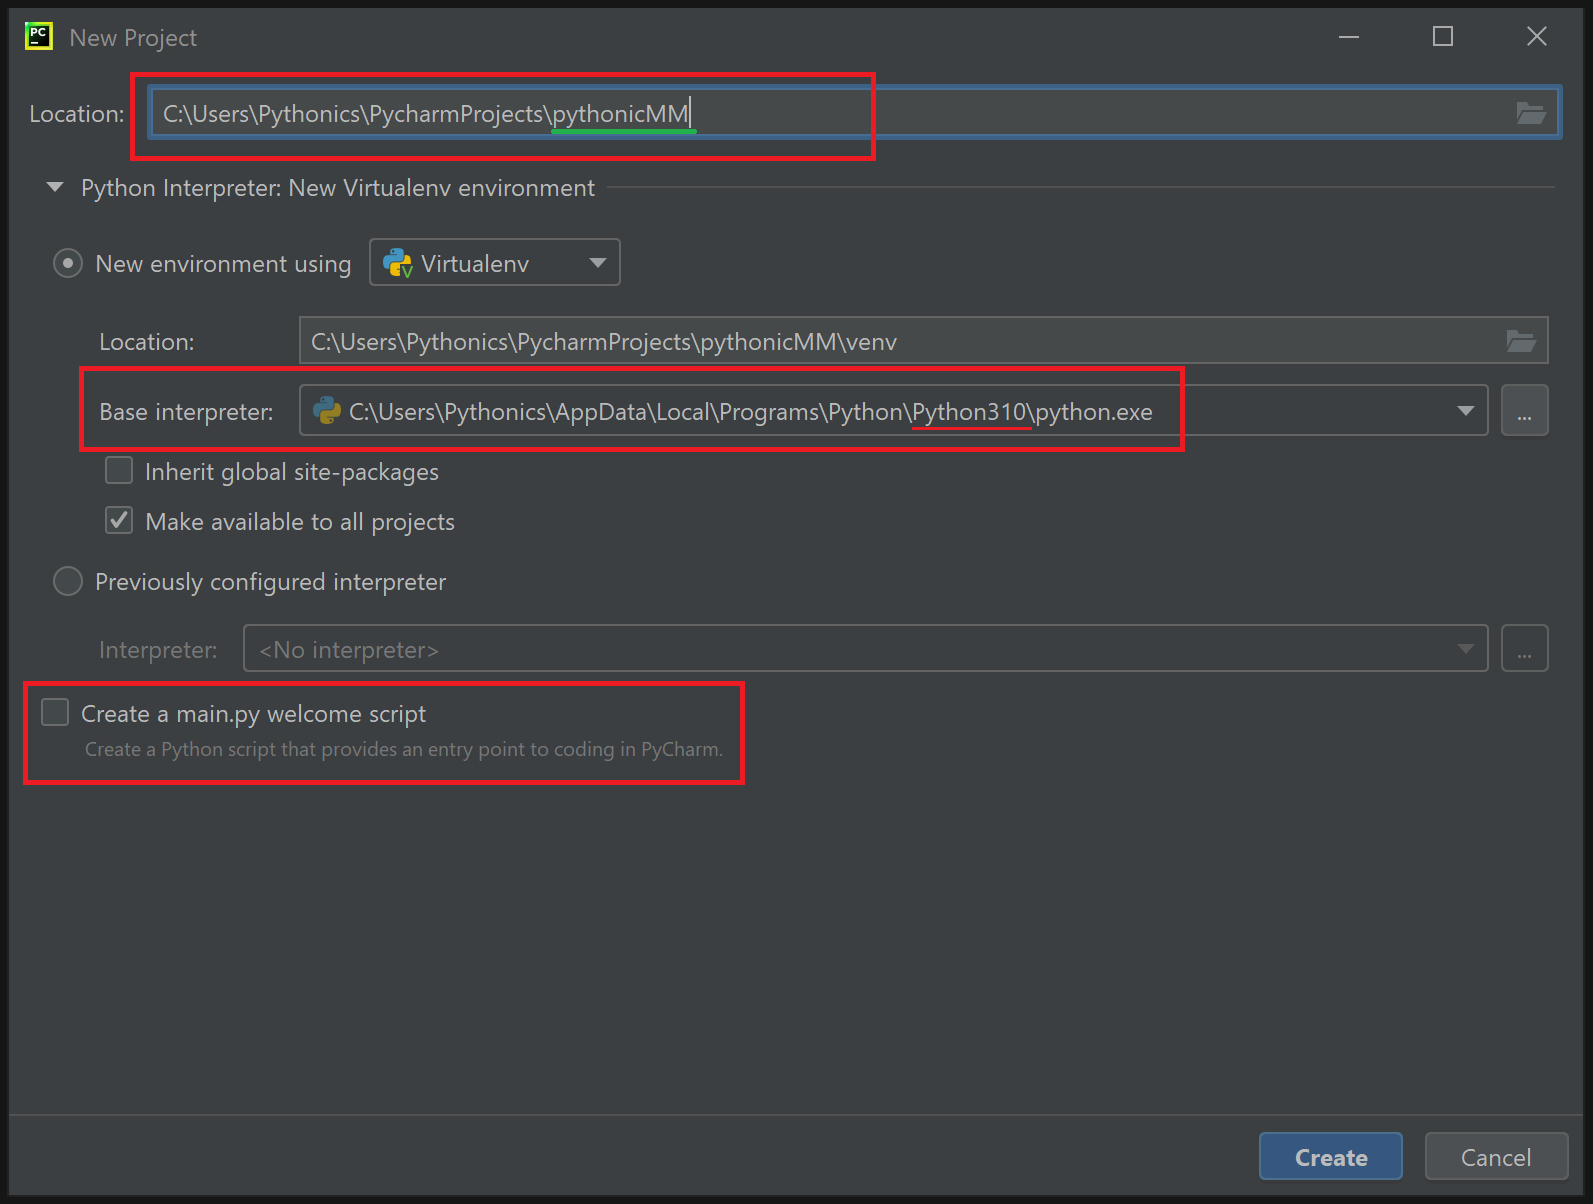 PC
New Project
Location: C:\Users\Pythonics\PycharmProjects\pythonicMM
Python Interpreter: New Virtualenv environment
New environment using Virtualenv
Location: C:\Users\Pythonics\PycharmProjects\pythonicMM\venv
Base interpreter: C:\Users\Pythonics\AppData\Local\Programs\Python\Python310\python.exe ...
Inherit global site-packages
Make available to all projects
Previously configured interpreter
Interpreter: <No interpreter> ...
Create a main.py welcome script
Create a Python script that provides an entry point to coding in PyCharm.
Create Cancel